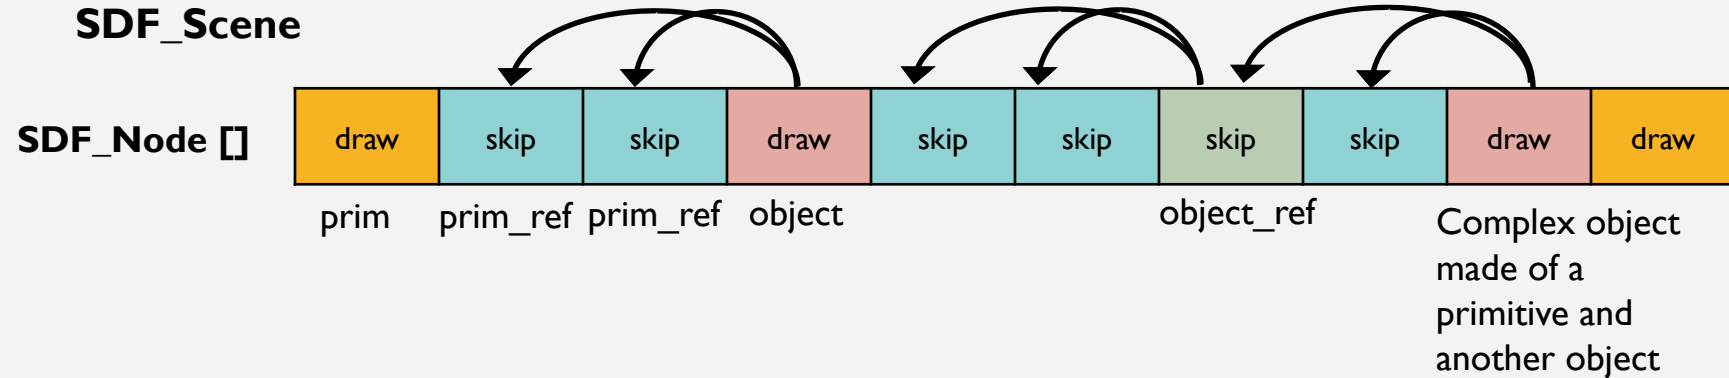 SDF_Scene
SDF_Node []
draw skip skip draw skip skip skip skip draw draw
prim prim_ref prim_ref object object_ref
Complex object
made of a
primitive and
another object